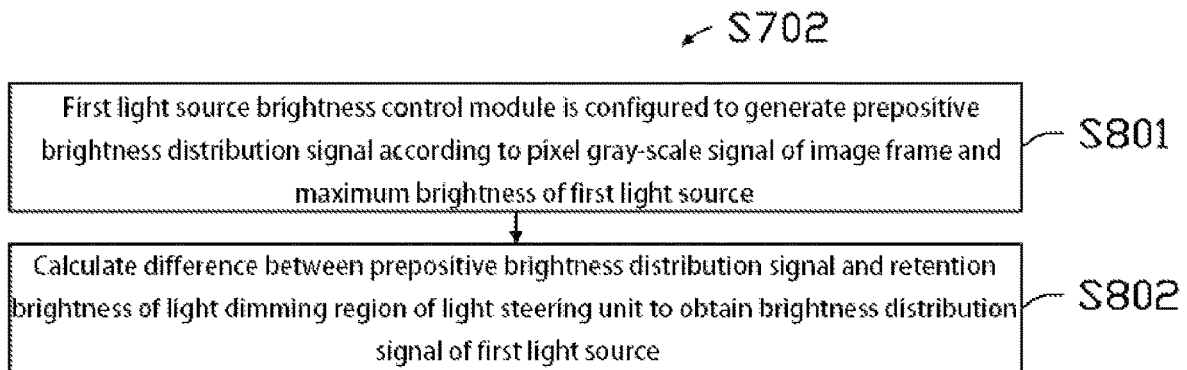 S702
First light source brightness control module is configured to generate prepositive
brightness distribution signal according to pixel gray-scale signal of image frame and
maximum brightness of first light source
S801
Calculate difference between prepositive brightness distribution signal and retention
brightness of light dimming region of light steering unit to obtain brightness distribution
signal of first light source
S802